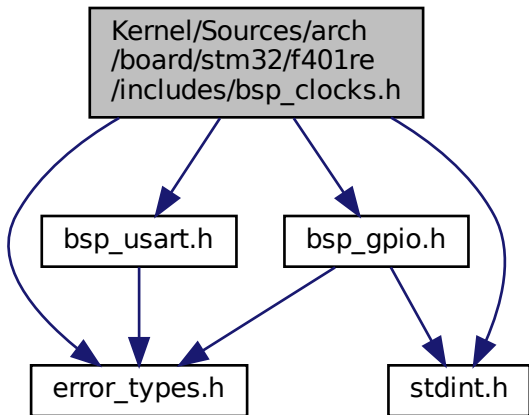 Kernel/Sources/arch
/board/stm32/f401re
/includes/bsp_clocks.h
bsp_usart.h
bsp_gpio.h
error_types.h
stdint.h